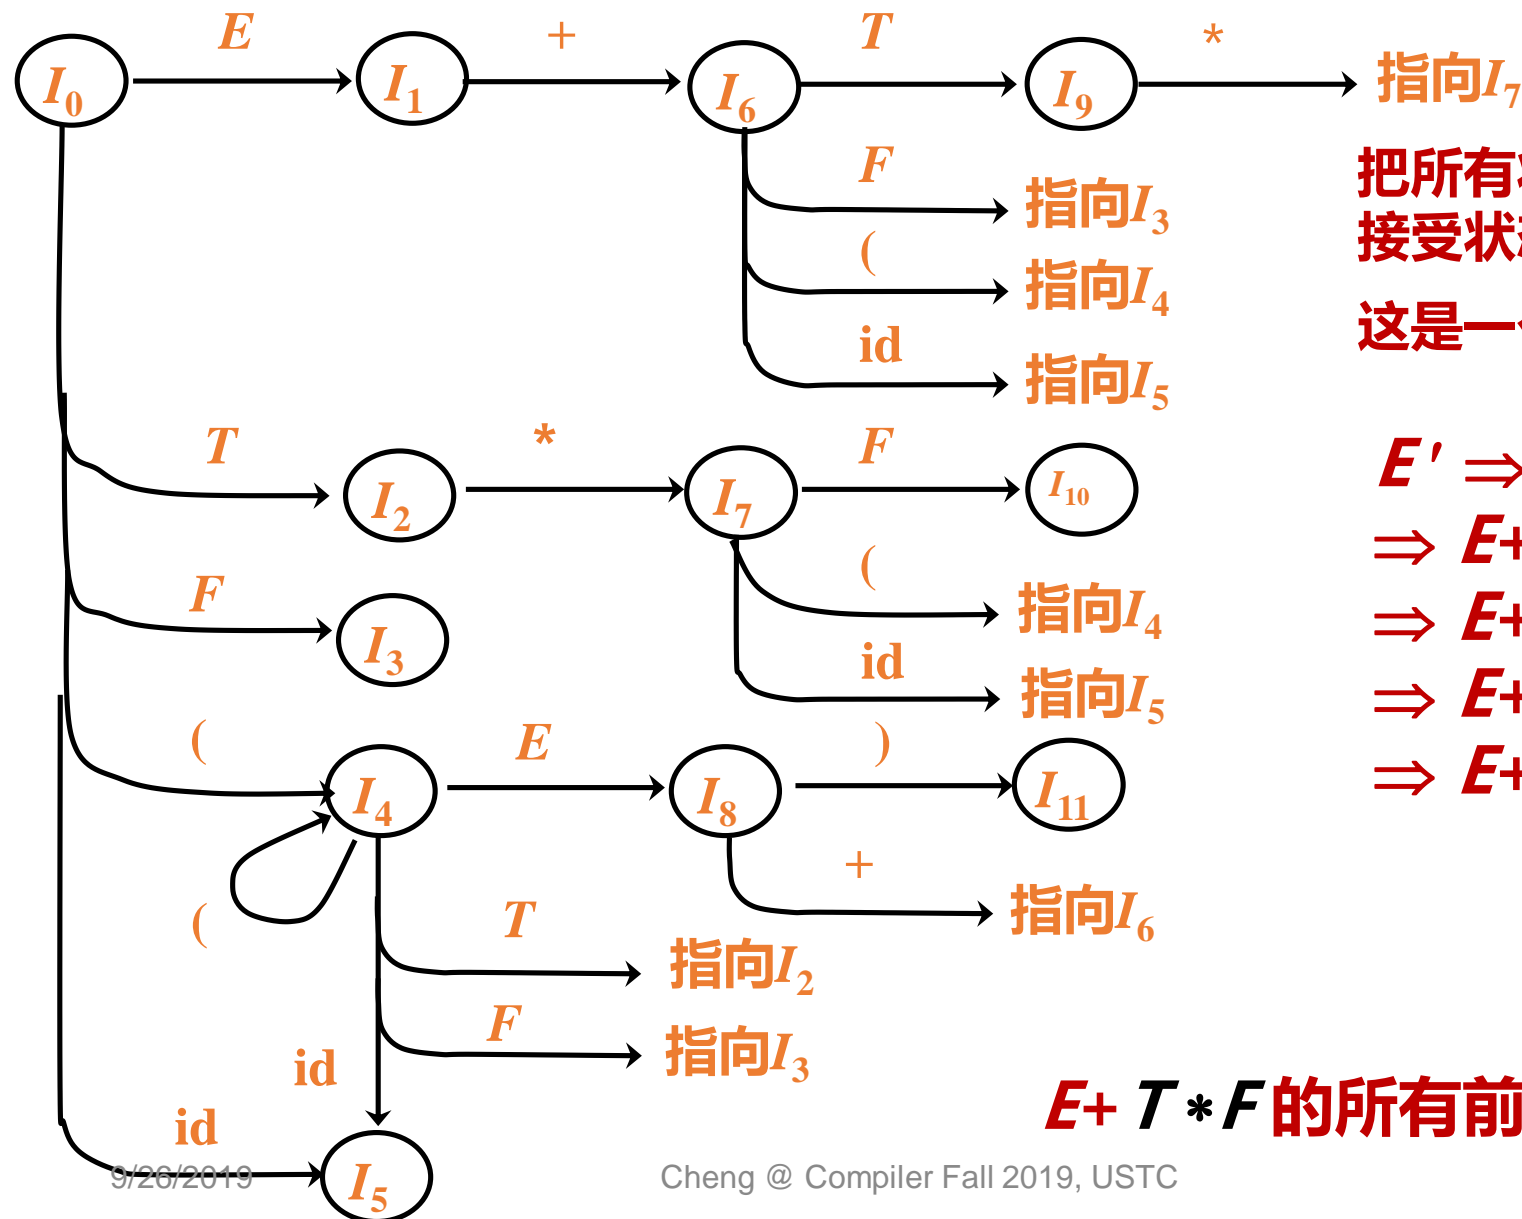 E + T *
I0 I1 I6 I9 指向I7
F
指向I3
(
指向I4
id
指向I5
把所有
接受状
这是一
T * F
I2 I7 I10
(
指向I4
id
指向I5
F
I3
( E )
I4 I8 I11
+
指向I6
(
T
指向I2
F
指向I3
id
id
I5
E′ ⇒
⇒ E+
⇒ E+
⇒ E+
⇒ E+
E+ T * F 的所有前
9/26/2019
Cheng @ Compiler Fall 2019, USTC